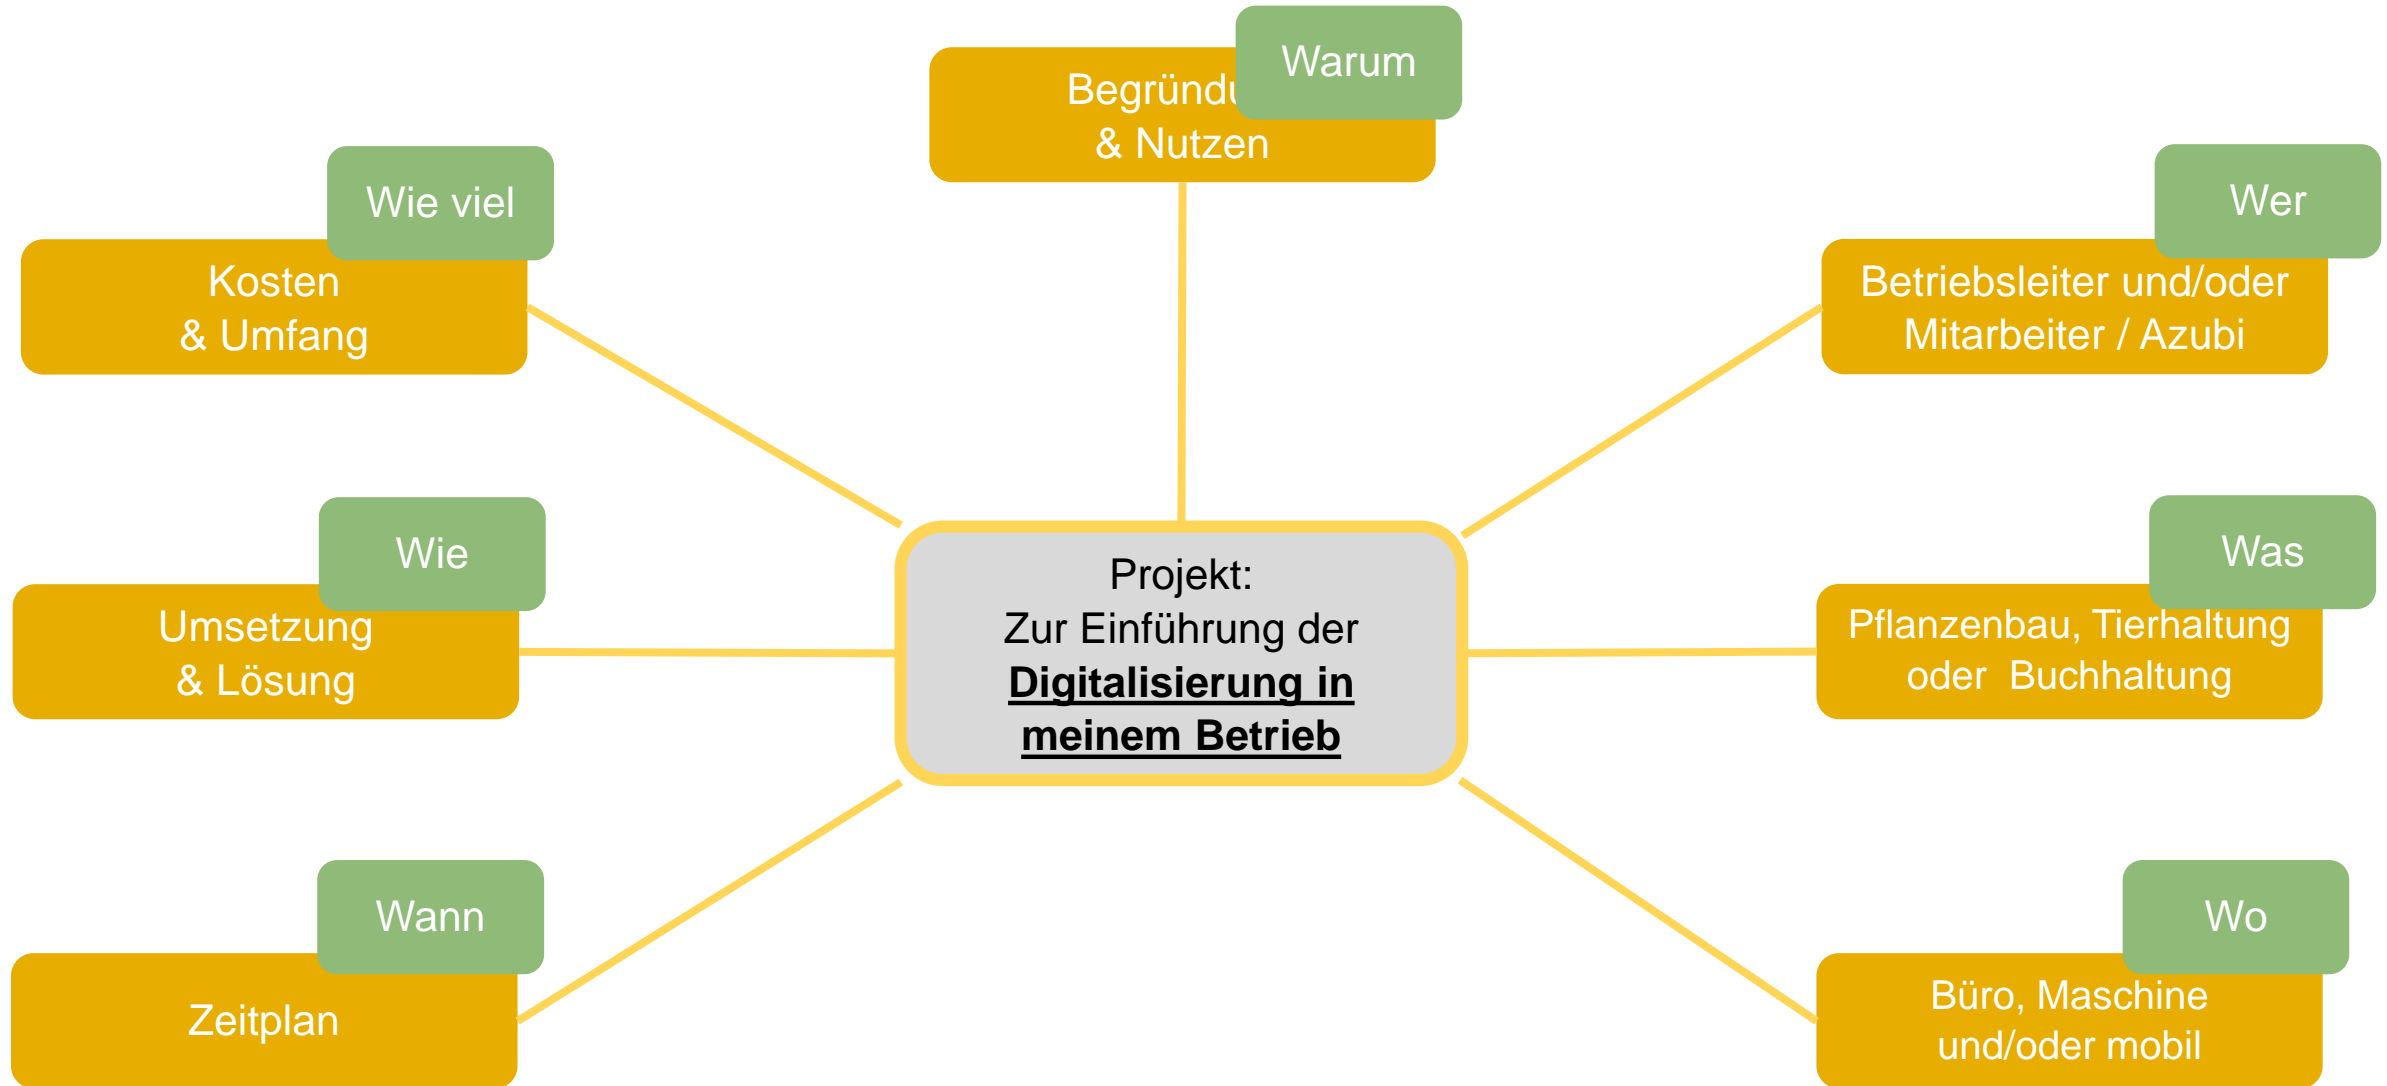 Warum
Begründu
& Nutzen
Wie viel
Kosten
& Umfang
Wer
Betriebsleiter und/oder
Mitarbeiter / Azubi
Wie
Umsetzung
& Lösung
Projekt:
Zur Einführung der
Digitalisierung in
meinem Betrieb
Was
Pflanzenbau, Tierhaltung
oder Buchhaltung
Wann
Zeitplan
Wo
Büro, Maschine
und/oder mobil